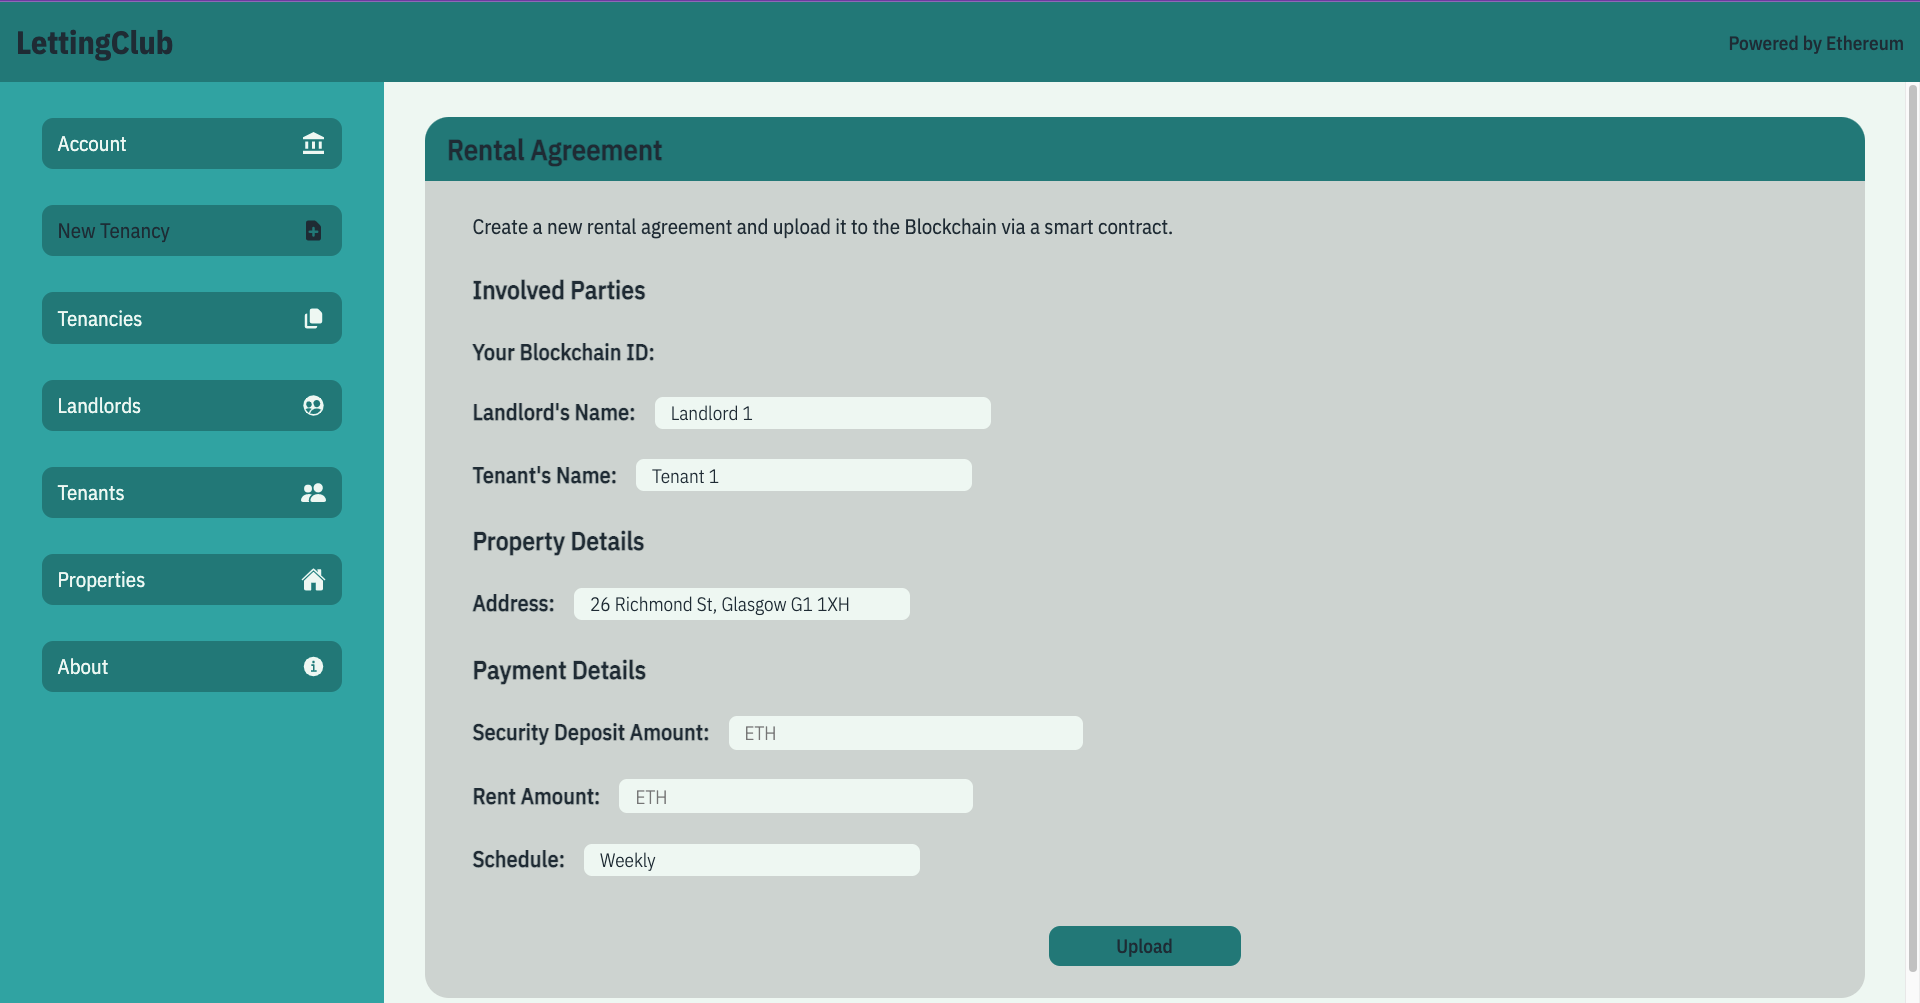 LettingClub
Powered by Ethereum
Account
New Tenancy
Tenancies
Landlords
Tenants
Properties
About
Rental Agreement
Create a new rental agreement and upload it to the Blockchain via a smart contract.
Involved Parties
Your Blockchain ID:
Landlord's Name: Landlord 1
Tenant's Name: Tenant 1
Property Details
Address: 26 Richmond St, Glasgow G1 1XH
Payment Details
Security Deposit Amount: ETH
Rent Amount: ETH
Schedule: Weekly
Upload